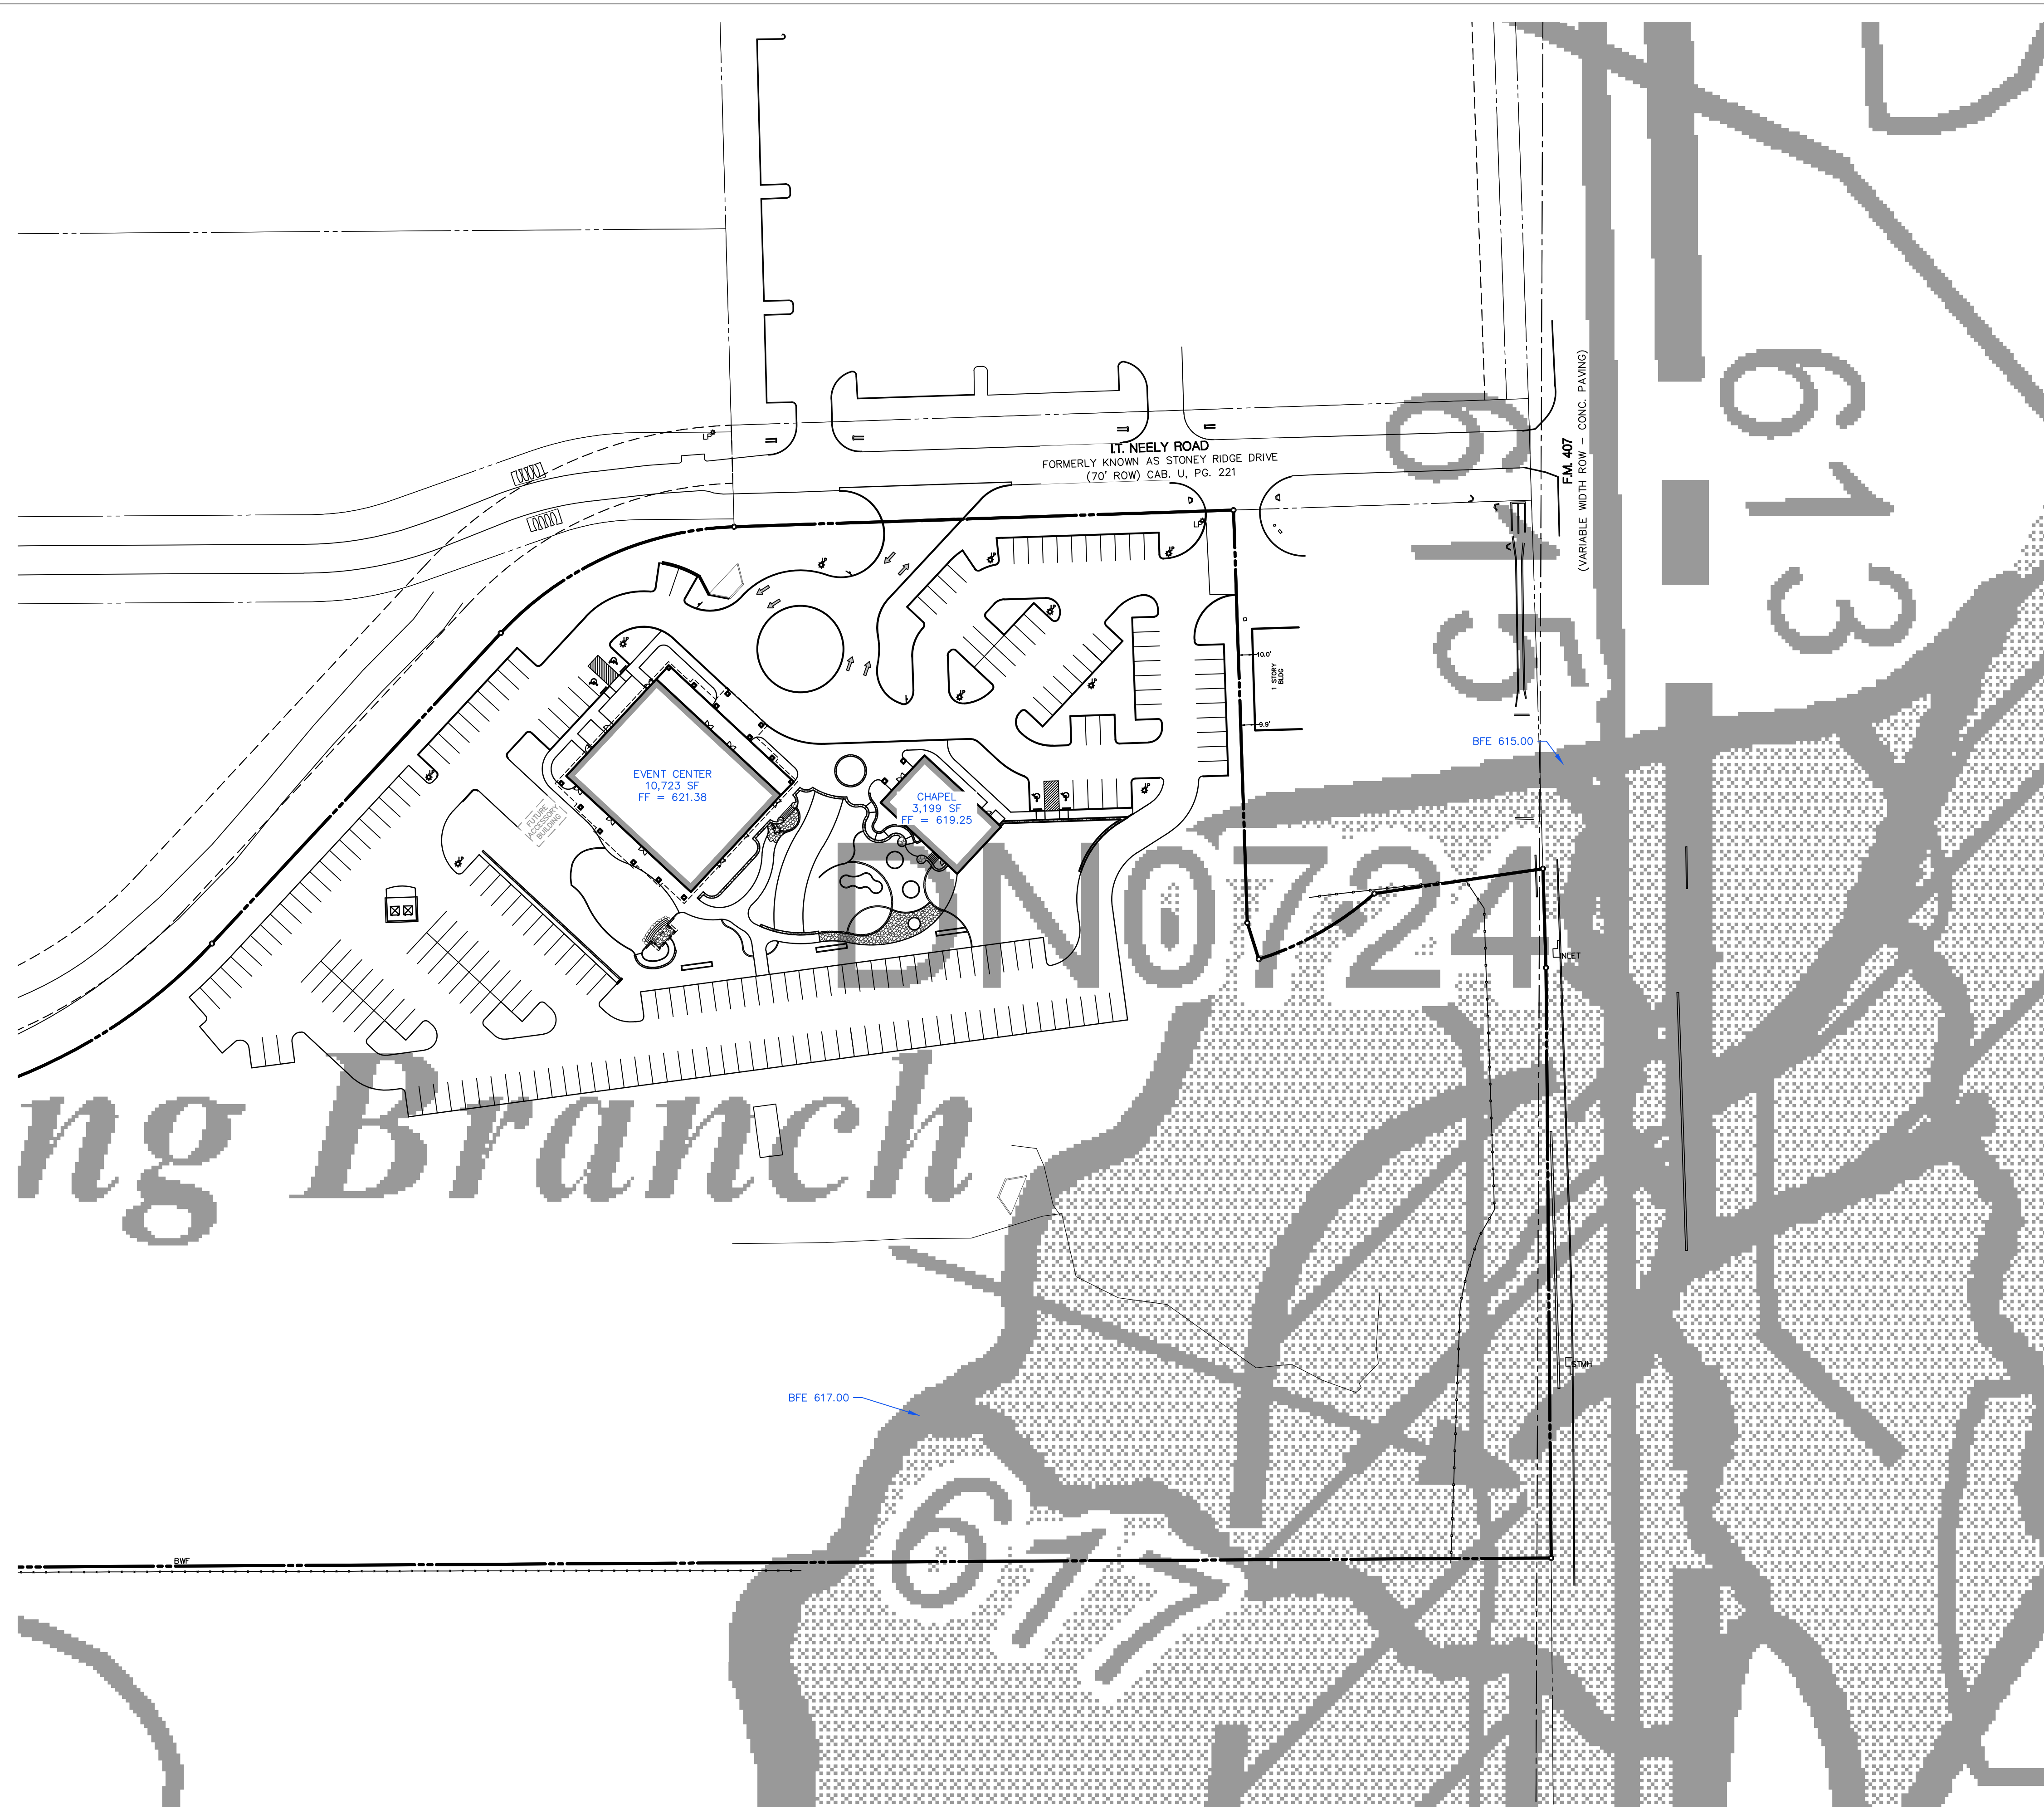 I.T. NEELY ROAD
FORMERLY KNOWN AS STONEY RIDGE DRIVE
(70' ROW) CAB. U, PG. 221
F.M. 407
(VARIABLE WIDTH ROW - CONC. PAVING)
615
613
LP
LP
10.0'
1 STORY
BLDG
9.9'
BFE 615.00
EVENT CENTER
10,723 SF
FF = 621.38
CHAPEL
3,199 SF
FF = 619.25
FUTURE
ACCESSORY
BUILDING
DN0724
INLET
ng Branch
STMH
BFE 617.00
617
BWF